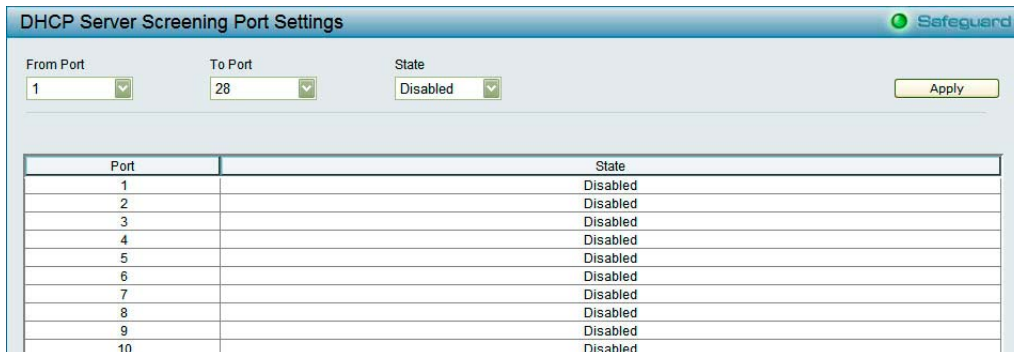 DHCP Server Screening Port Settings
Safeguard
From Port To Port State
1 28 Disabled Apply
Port State
1 Disabled
2 Disabled
3 Disabled
4 Disabled
5 Disabled
6 Disabled
7 Disabled
8 Disabled
9 Disabled
10 Disabled